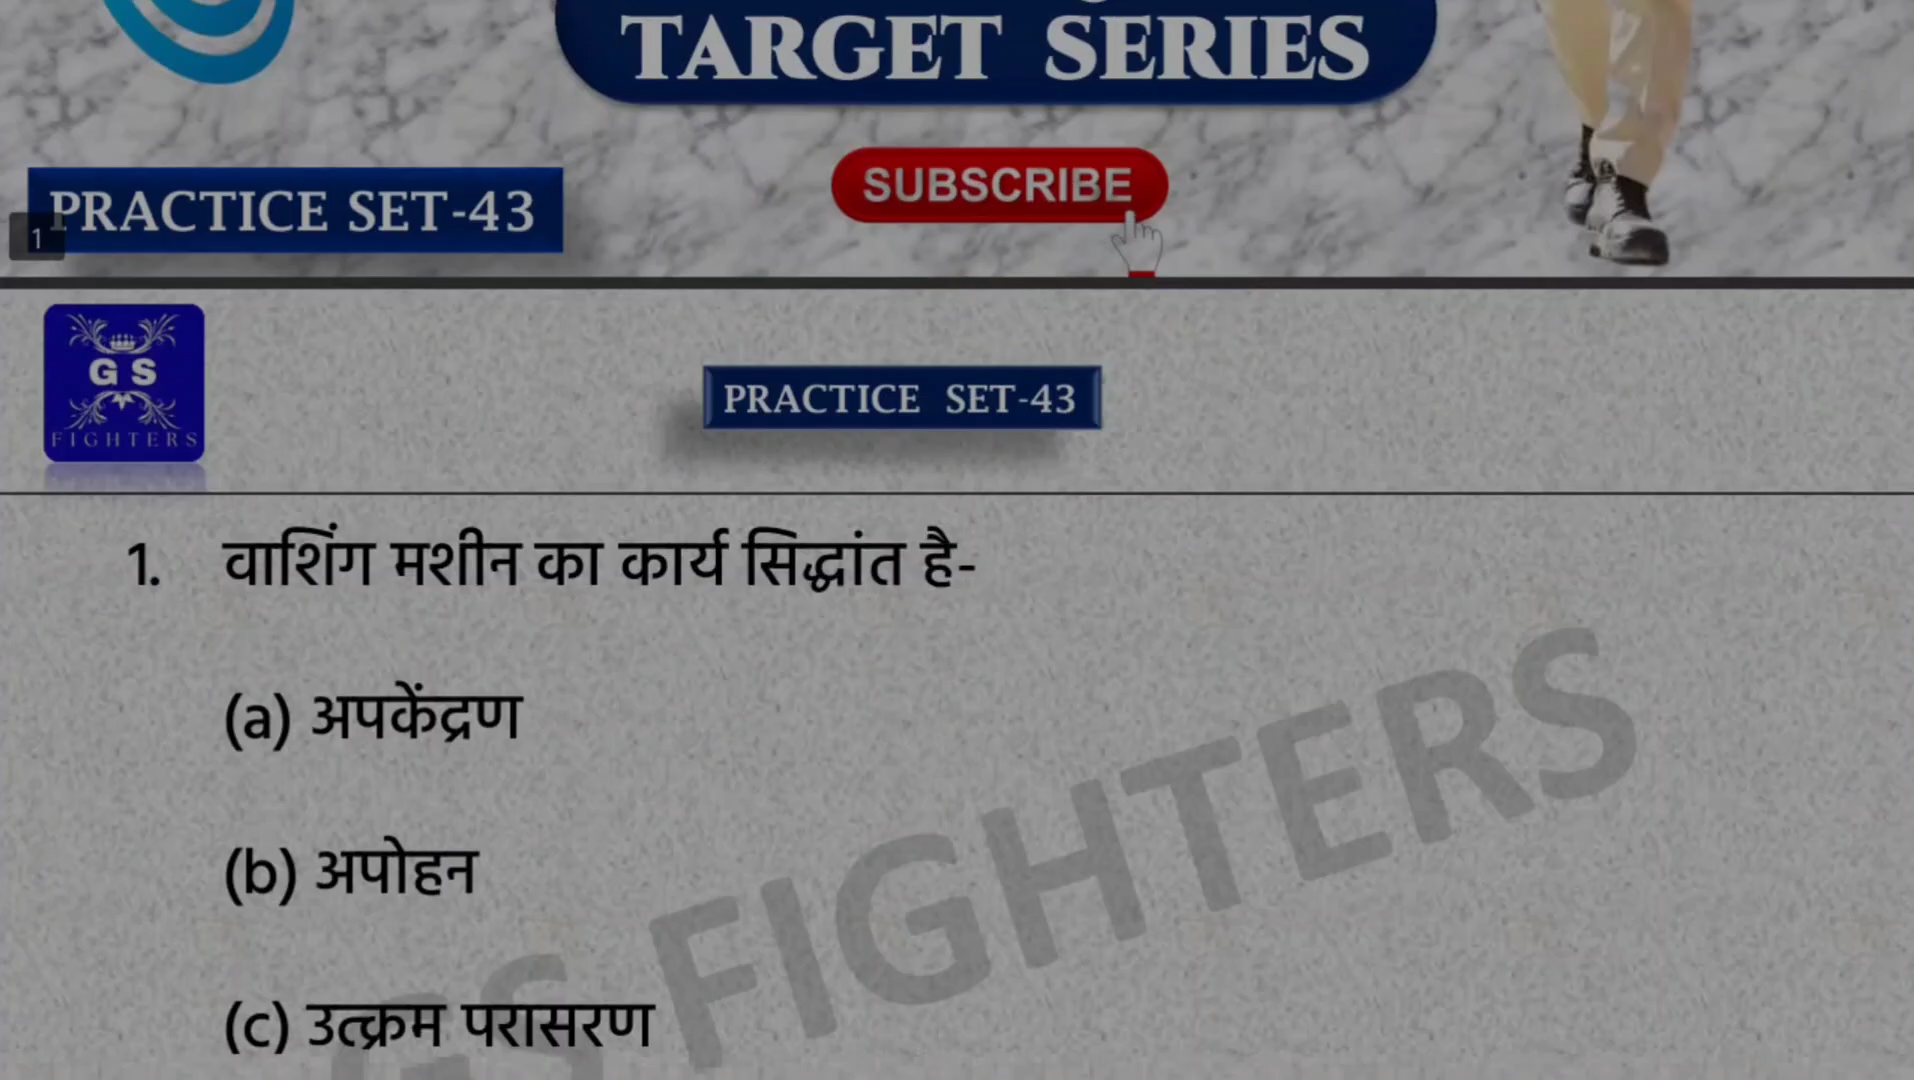 TARGET SERIES
SUBSCRIBE
PRACTICE SET-43
1
G S
FIGHTERS
PRACTICE SET-43
1. वाशिंग मशीन का कार्य सिद्धांत है-
(a) अपकेंद्रण
(b) अपोहन
(c) उत्क्रम परासरण
GS FIGHTERS